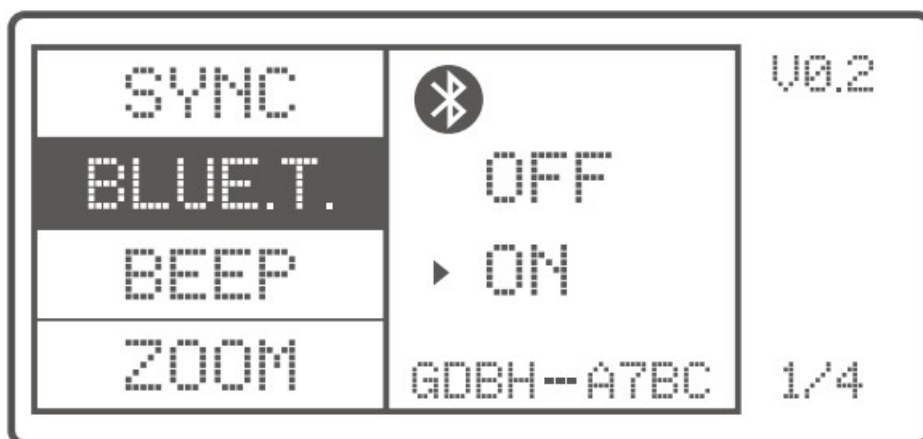 SYNC
BLUE.T.
BEEP
ZOOM
OFF
ON
GDBH---A7BC
V0.2
1/4